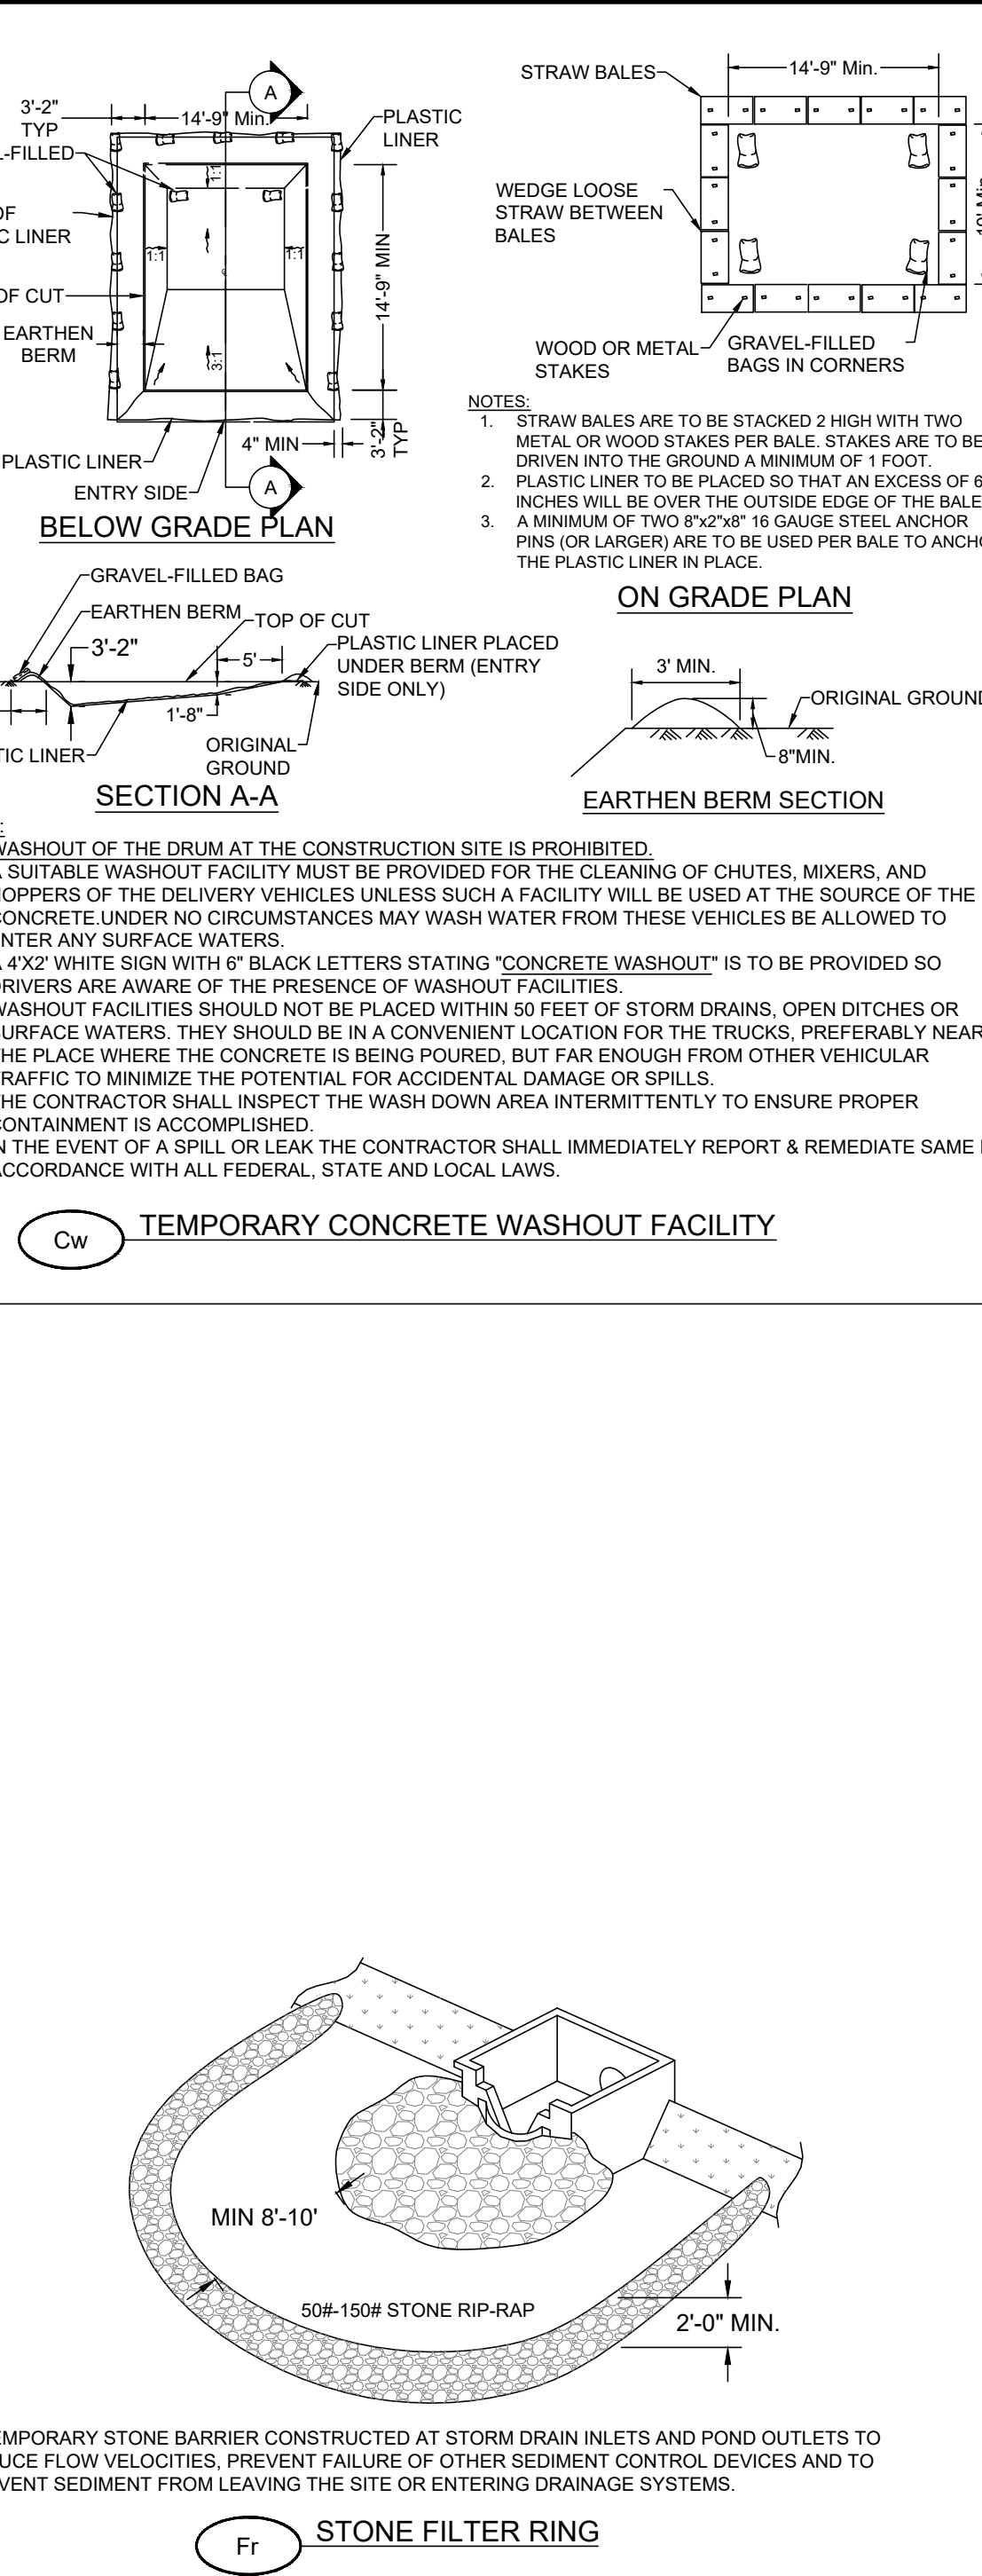 A
3'-2"
TYP
14'-9" Min.
L-FILLED
PLASTIC
LINER
OF
C LINER
1:1
1:1
1:1
OF CUT
EARTHEN
BERM
3:1
14'-9" MIN
PLASTIC LINER
4" MIN
3'-2"
TYP
ENTRY SIDE
A
BELOW GRADE PLAN
STRAW BALES
14'-9" Min.
WEDGE LOOSE
STRAW BETWEEN
BALES
WOOD OR METAL
STAKES
GRAVEL-FILLED
BAGS IN CORNERS
NOTES:
1. STRAW BALES ARE TO BE STACKED 2 HIGH WITH TWO
METAL OR WOOD STAKES PER BALE. STAKES ARE TO BE
DRIVEN INTO THE GROUND A MINIMUM OF 1 FOOT.
2. PLASTIC LINER TO BE PLACED SO THAT AN EXCESS OF 6
INCHES WILL BE OVER THE OUTSIDE EDGE OF THE BALE
3. A MINIMUM OF TWO 8"x2"x8" 16 GAUGE STEEL ANCHOR
PINS (OR LARGER) ARE TO BE USED PER BALE TO ANCHO
THE PLASTIC LINER IN PLACE.
ON GRADE PLAN
GRAVEL-FILLED BAG
EARTHEN BERM
TOP OF CUT
3'-2"
5'
PLASTIC LINER PLACED
UNDER BERM (ENTRY
SIDE ONLY)
1'-8"
TIC LINER
ORIGINAL
GROUND
SECTION A-A
3' MIN.
ORIGINAL GROUND
8"MIN.
EARTHEN BERM SECTION
:
WASHOUT OF THE DRUM AT THE CONSTRUCTION SITE IS PROHIBITED.
A SUITABLE WASHOUT FACILITY MUST BE PROVIDED FOR THE CLEANING OF CHUTES, MIXERS, AND
HOPPERS OF THE DELIVERY VEHICLES UNLESS SUCH A FACILITY WILL BE USED AT THE SOURCE OF THE
CONCRETE.UNDER NO CIRCUMSTANCES MAY WASH WATER FROM THESE VEHICLES BE ALLOWED TO
ENTER ANY SURFACE WATERS.
A 4'X2' WHITE SIGN WITH 6" BLACK LETTERS STATING "CONCRETE WASHOUT" IS TO BE PROVIDED SO
DRIVERS ARE AWARE OF THE PRESENCE OF WASHOUT FACILITIES.
WASHOUT FACILITIES SHOULD NOT BE PLACED WITHIN 50 FEET OF STORM DRAINS, OPEN DITCHES OR
SURFACE WATERS. THEY SHOULD BE IN A CONVENIENT LOCATION FOR THE TRUCKS, PREFERABLY NEAR
THE PLACE WHERE THE CONCRETE IS BEING POURED, BUT FAR ENOUGH FROM OTHER VEHICULAR
TRAFFIC TO MINIMIZE THE POTENTIAL FOR ACCIDENTAL DAMAGE OR SPILLS.
THE CONTRACTOR SHALL INSPECT THE WASH DOWN AREA INTERMITTENTLY TO ENSURE PROPER
CONTAINMENT IS ACCOMPLISHED.
IN THE EVENT OF A SPILL OR LEAK THE CONTRACTOR SHALL IMMEDIATELY REPORT & REMEDIATE SAME
ACCORDANCE WITH ALL FEDERAL, STATE AND LOCAL LAWS.
Cw
TEMPORARY CONCRETE WASHOUT FACILITY
MIN 8'-10'
50#-150# STONE RIP-RAP
2'-0" MIN.
EMPORARY STONE BARRIER CONSTRUCTED AT STORM DRAIN INLETS AND POND OUTLETS TO
UCE FLOW VELOCITIES, PREVENT FAILURE OF OTHER SEDIMENT CONTROL DEVICES AND TO
VENT SEDIMENT FROM LEAVING THE SITE OR ENTERING DRAINAGE SYSTEMS.
Fr
STONE FILTER RING